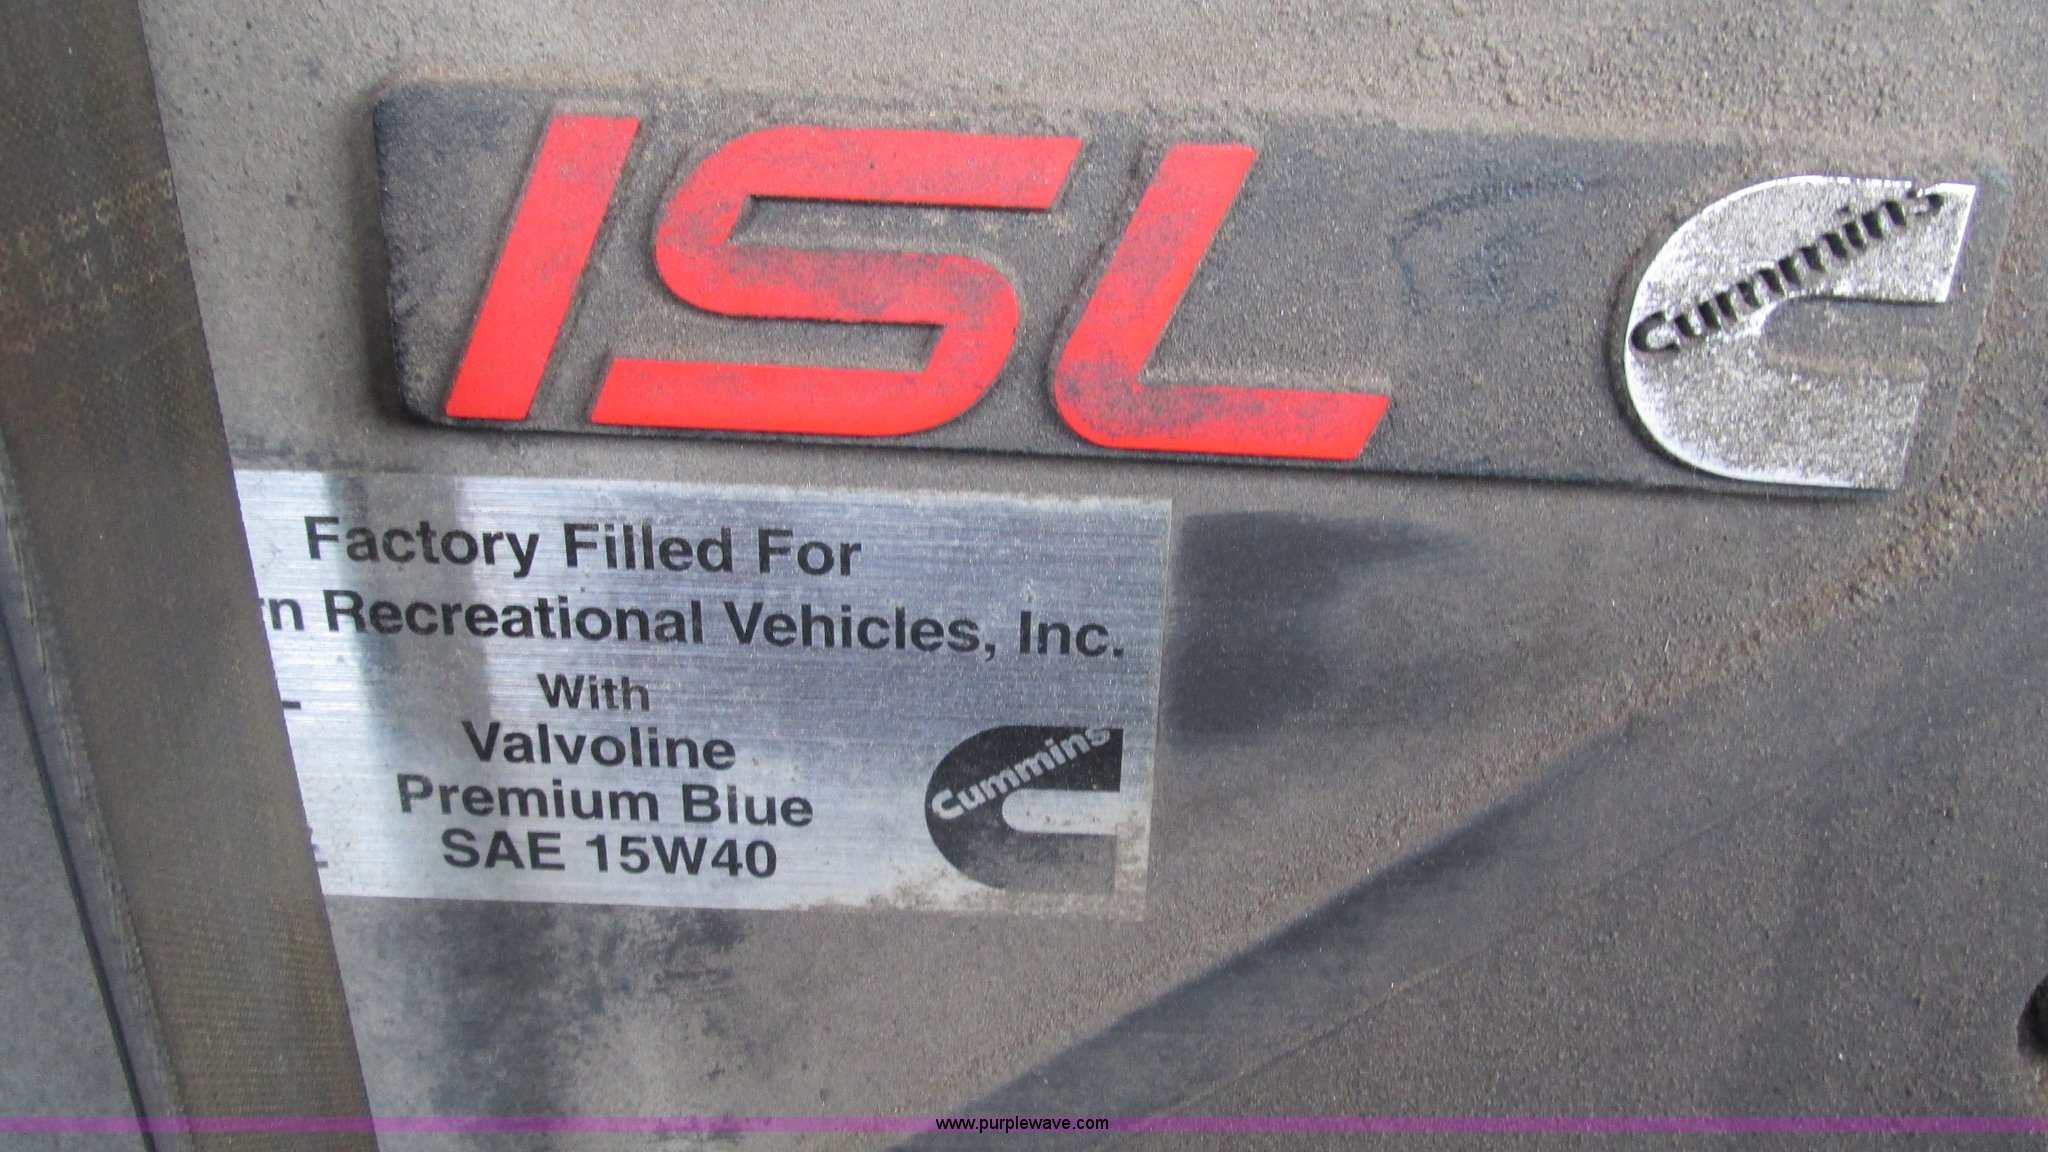 ISL
Cummins
Factory Filled For
n Recreational Vehicles, Inc.
With
Valvoline
Premium Blue
SAE 15W40
Cummins
www.purplewave.com